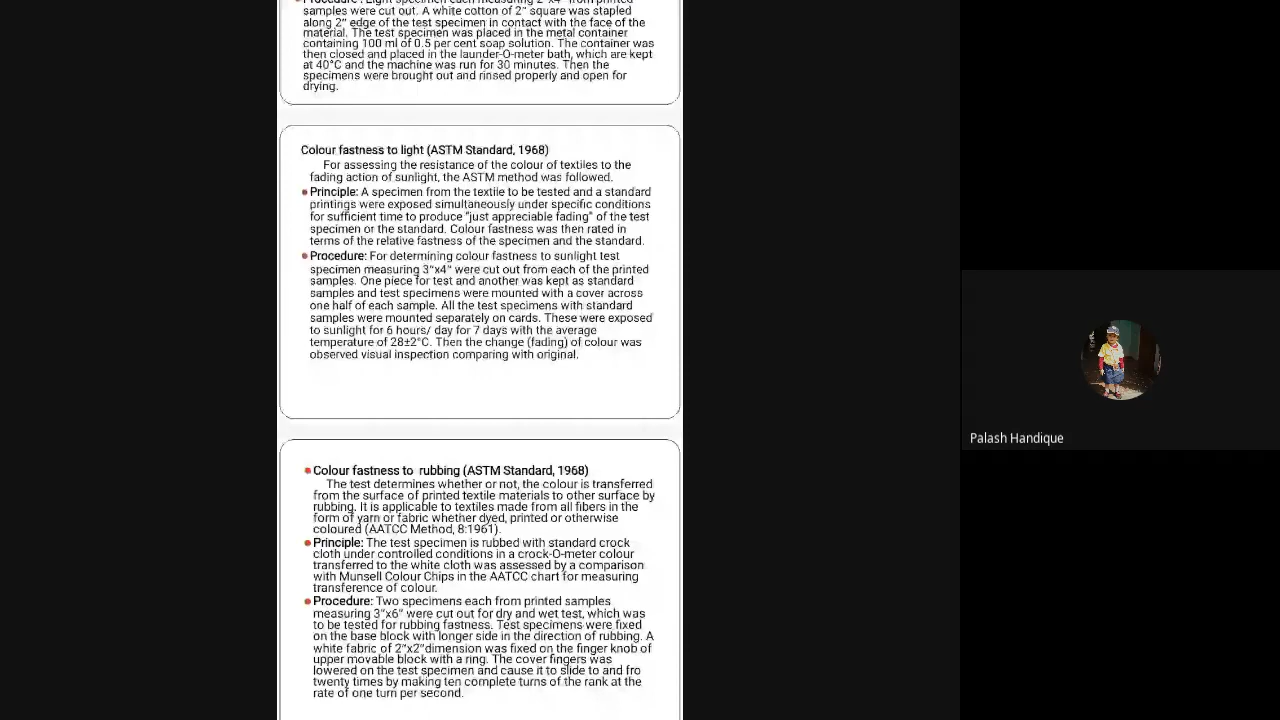 Procedure : Eight specimen each measuring 2"x4" from printed
samples were cut out. A white cotton of 2" square was stapled
along 2" edge of the test specimen in contact with the face of the
material. The test specimen was placed in the metal container
containing 100 ml of 0.5 per cent soap solution. The container was
then closed and placed in the launder-O-meter bath, which are kept
at 40°C and the machine was run for 30 minutes. Then the
specimens were brought out and rinsed properly and open for
drying.
Colour fastness to light (ASTM Standard, 1968)
For assessing the resistance of the colour of textiles to the
fading action of sunlight, the ASTM method was followed.
Principle: A specimen from the textile to be tested and a standard
printings were exposed simultaneously under specific conditions
for sufficient time to produce "just appreciable fading" of the test
specimen or the standard. Colour fastness was then rated in
terms of the relative fastness of the specimen and the standard.
Procedure: For determining colour fastness to sunlight test
specimen measuring 3"x4" were cut out from each of the printed
samples. One piece for test and another was kept as standard
samples and test specimens were mounted with a cover across
one half of each sample. All the test specimens with standard
samples were mounted separately on cards. These were exposed
to sunlight for 6 hours/ day for 7 days with the average
temperature of 28±2°C. Then the change (fading) of colour was
observed visual inspection comparing with original.
Palash Handique
Colour fastness to rubbing (ASTM Standard, 1968)
The test determines whether or not, the colour is transferred
from the surface of printed textile materials to other surface by
rubbing. It is applicable to textiles made from all fibers in the
form of yarn or fabric whether dyed, printed or otherwise
coloured (AATCC Method, 8:1961).
Principle: The test specimen is rubbed with standard crock
cloth under controlled conditions in a crock-O-meter colour
transferred to the white cloth was assessed by a comparison
with Munsell Colour Chips in the AATCC chart for measuring
transference of colour.
Procedure: Two specimens each from printed samples
measuring 3"x6" were cut out for dry and wet test, which was
to be tested for rubbing fastness. Test specimens were fixed
on the base block with longer side in the direction of rubbing. A
white fabric of 2"x2"dimension was fixed on the finger knob of
upper movable block with a ring. The cover fingers was
lowered on the test specimen and cause it to slide to and fro
twenty times by making ten complete turns of the rank at the
rate of one turn per second.